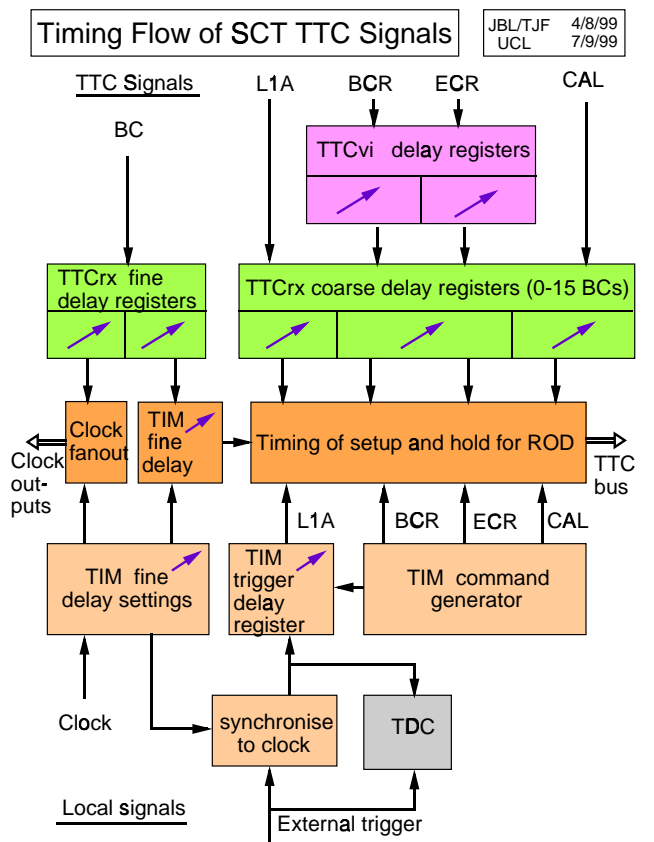 Timing Flow of SCT TTC Signals
JBL/TJF 4/8/99
UCL 7/9/99
TTC Signals
L1A
BCR
ECR
CAL
BC
TTCvi delay registers
TTCrx fine
delay registers
TTCrx coarse delay registers (0-15 BCs)
Clock
fanout
TIM
fine
delay
Timing of setup and hold for ROD
Clock
out-
puts
TTC
bus
L1A
BCR
ECR
CAL
TIM fine
delay settings
TIM
trigger
delay
register
TIM command
generator
Clock
synchronise
to clock
TDC
Local signals
External trigger